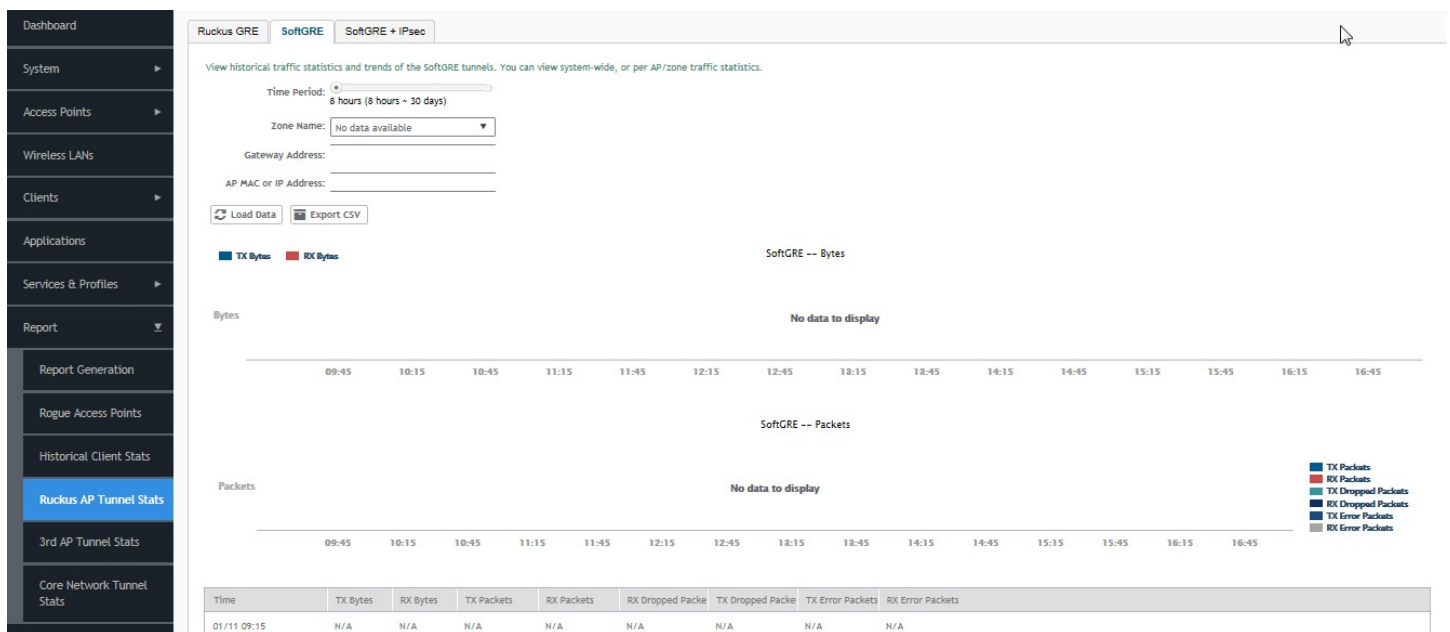 Dashboard
System
Access Points
Wireless LANs
Clients
Applications
Services & Profiles
Report
Report Generation
Rogue Access Points
Historical Client Stats
Ruckus AP Tunnel Stats
3rd AP Tunnel Stats
Core Network Tunnel
Stats
Ruckus GRE SoftGRE SoftGRE + IPsec
View historical traffic statistics and trends of the SoftGRE tunnels. You can view system-wide, or per AP/zone traffic statistics.
Time Period:
8 hours (8 hours ~ 30 days)
Zone Name: No data available
Gateway Address:
AP MAC or IP Address:
Load Data Export CSV
TX Bytes RX Bytes
SoftGRE -- Bytes
Bytes
No data to display
09:45 10:15 10:45 11:15 11:45 12:15 12:45 13:15 13:45 14:15 14:45 15:15 15:45 16:15 16:45
SoftGRE -- Packets
Packets
No data to display
TX Packets
RX Packets
TX Dropped Packets
RX Dropped Packets
TX Error Packets
RX Error Packets
09:45 10:15 10:45 11:15 11:45 12:15 12:45 13:15 13:45 14:15 14:45 15:15 15:45 16:15 16:45
Time TX Bytes RX Bytes TX Packets RX Packets RX Dropped Packe TX Dropped Packe TX Error Packets RX Error Packets
01/11 09:15 N/A N/A N/A N/A N/A N/A N/A N/A